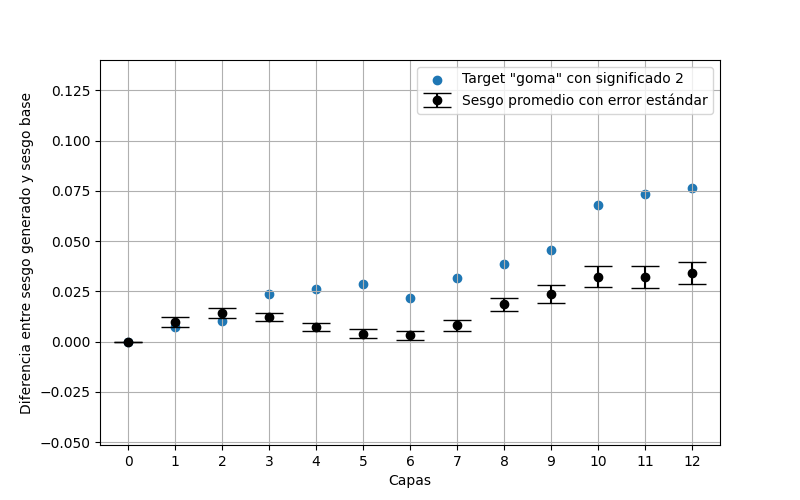 Target "goma" con significado 2
Sesgo promedio con error estándar
Diferencia entre sesgo generado y sesgo base
0.125
0.100
0.075
0.050
0.025
0.000
−0.025
−0.050
0 1 2 3 4 5 6 7 8 9 10 11 12
Capas